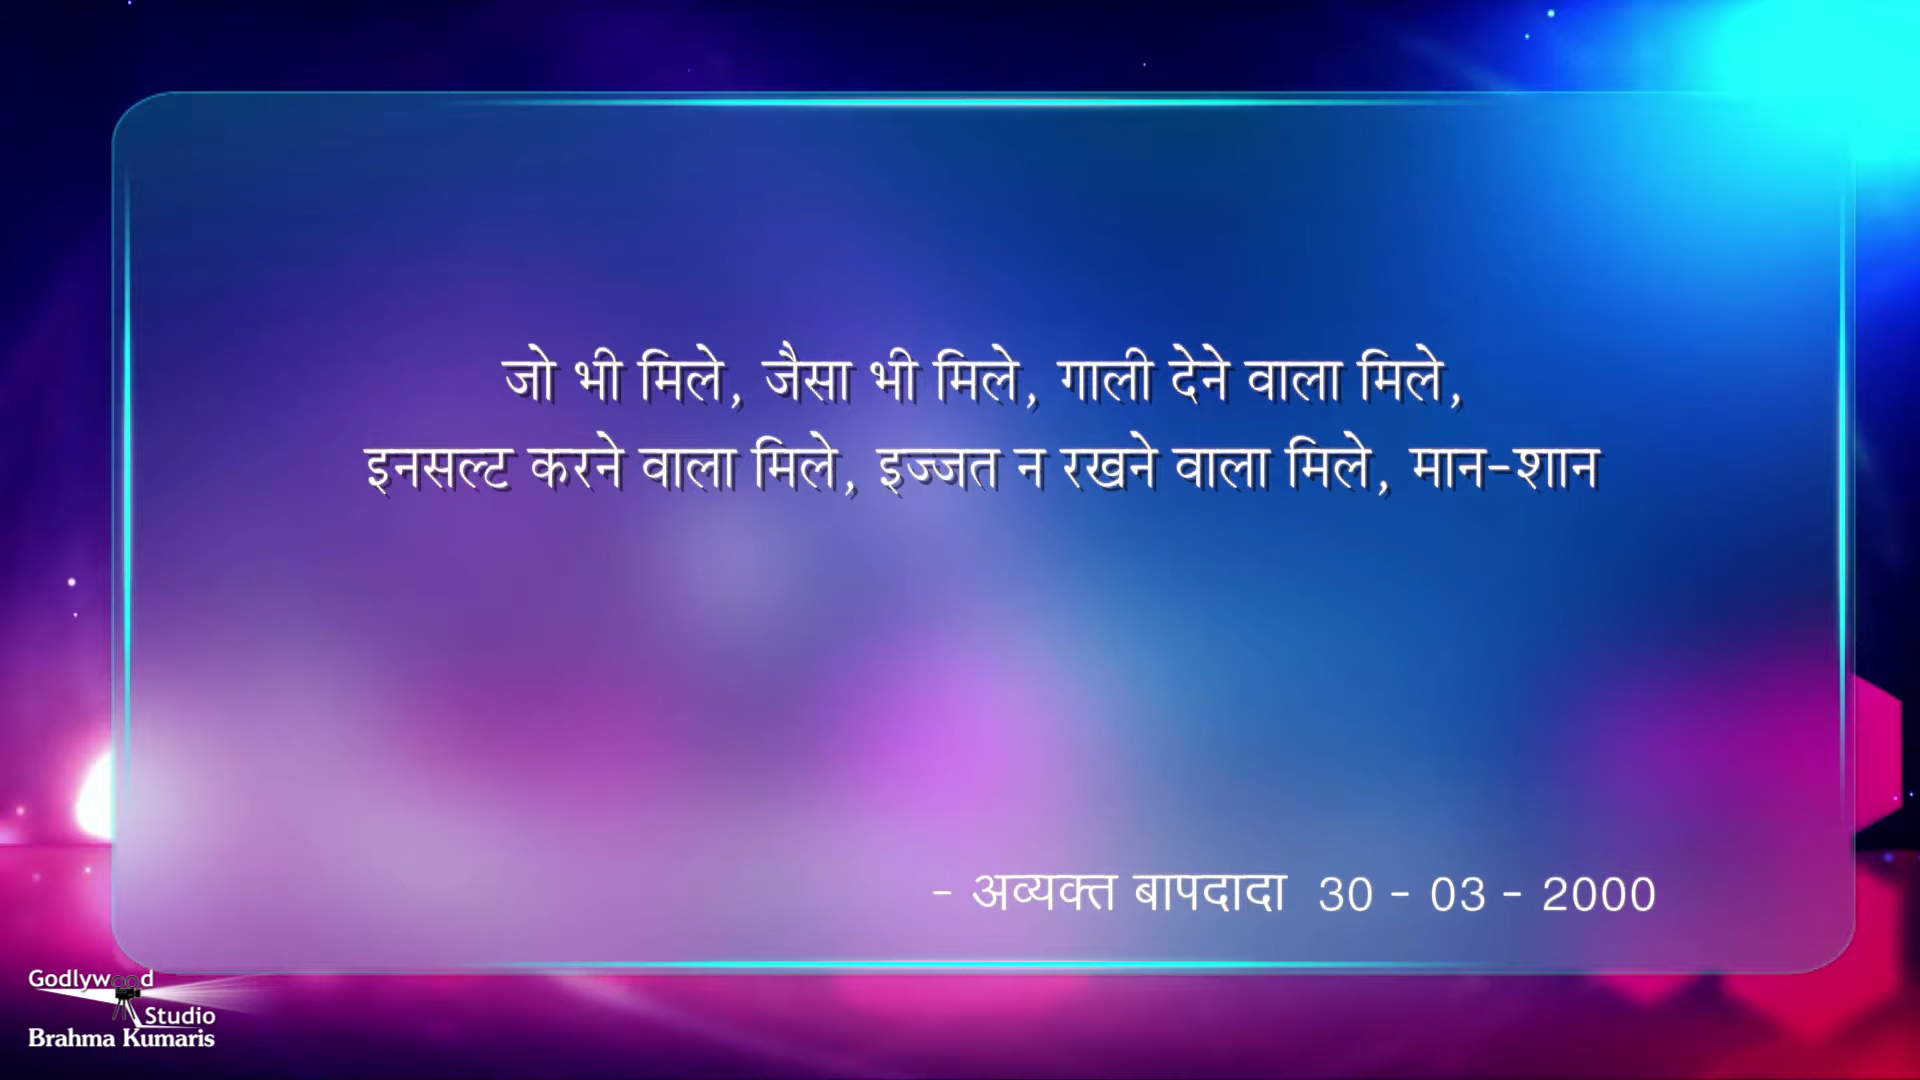 जो भी मिले, जैसा भी मिले, गाली देने वाला मिले,
इनसल्ट करने वाला मिले, इज्जत न रखने वाला मिले, मान-शान
- अव्यक्त बापदादा 30 - 03 - 2000
Godlywood
Studio
Brahma Kumaris